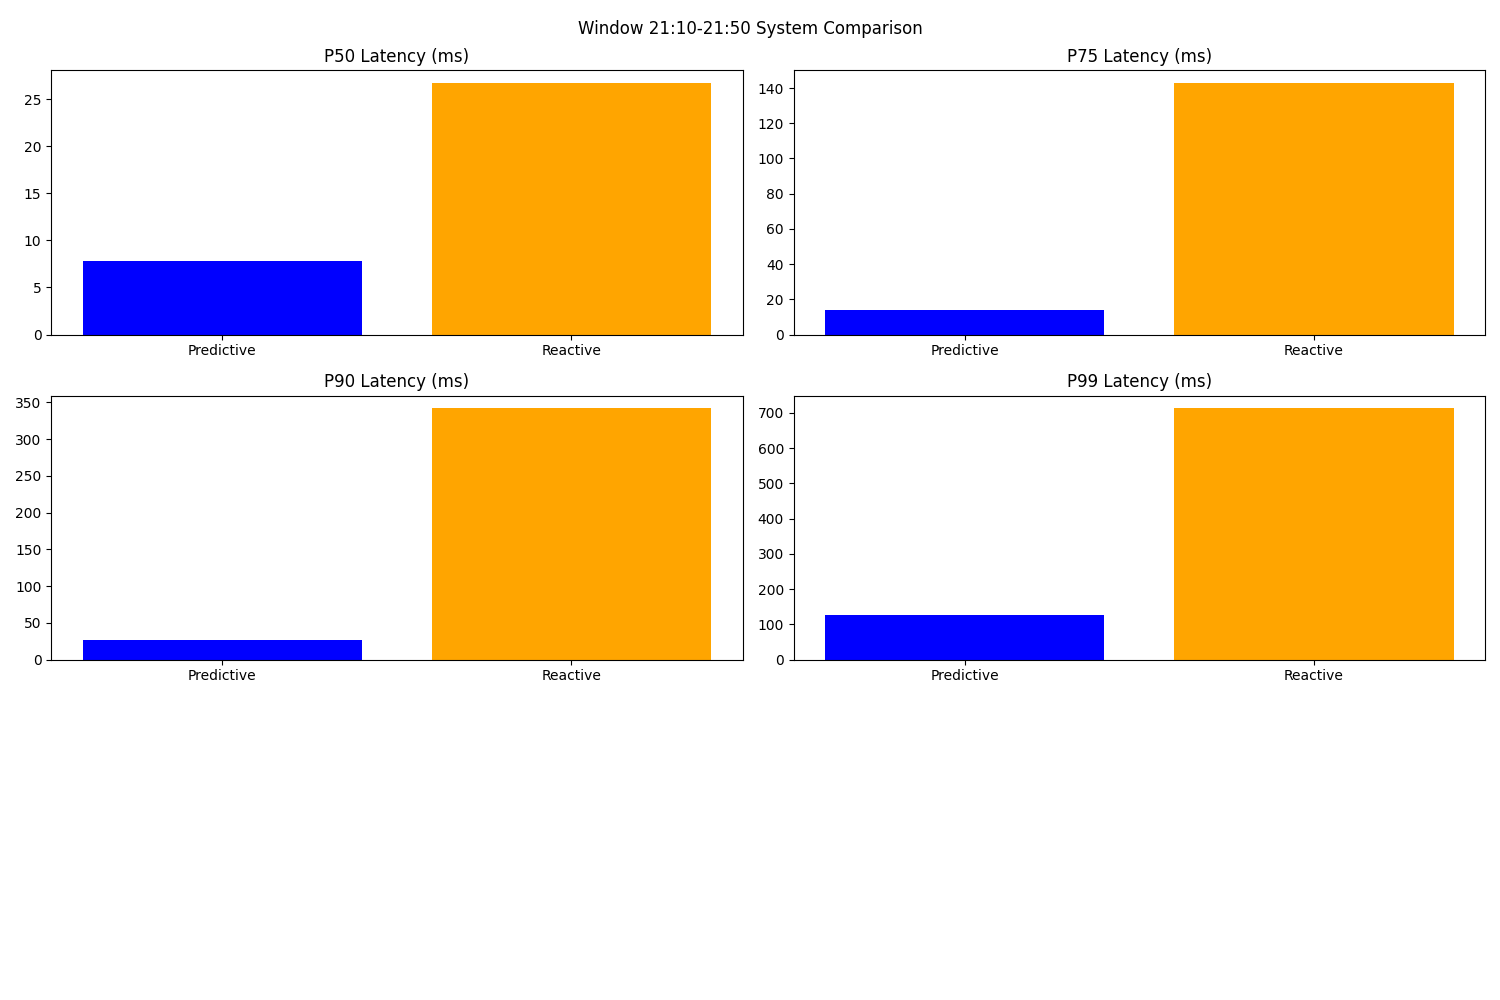 Window 21:10-21:50 System Comparison
P50 Latency (ms)
25
20
15
10
5
0
Predictive
Reactive
P75 Latency (ms)
140
120
100
80
60
40
20
0
Predictive
Reactive
P90 Latency (ms)
350
300
250
200
150
100
50
0
Predictive
Reactive
P99 Latency (ms)
700
600
500
400
300
200
100
0
Predictive
Reactive